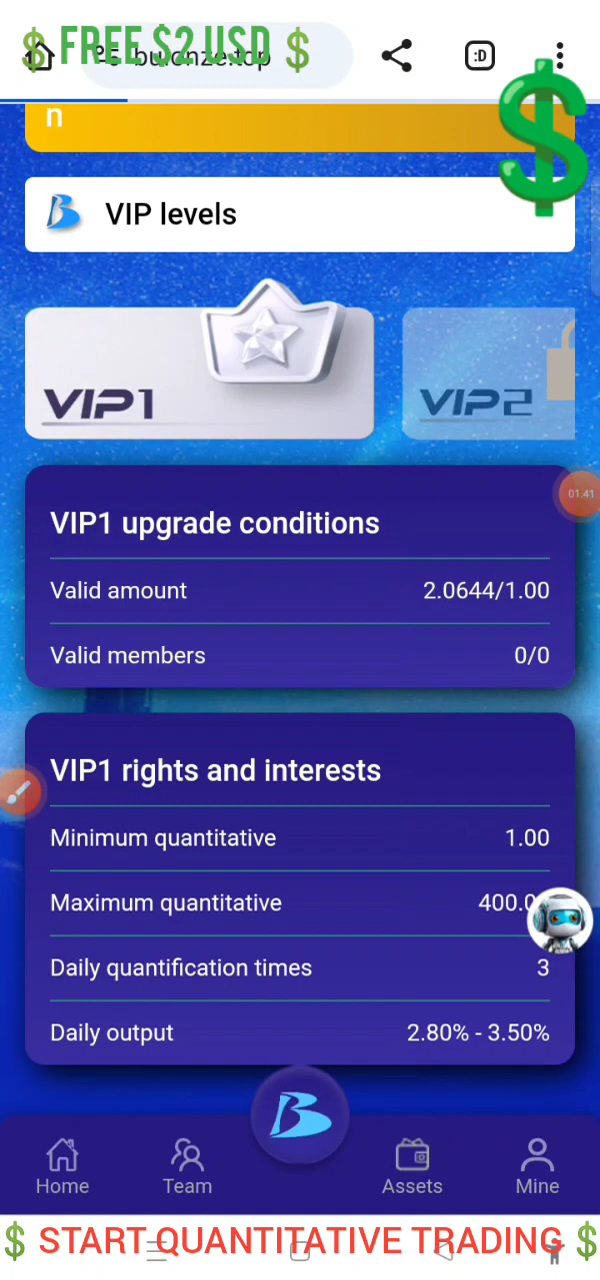 $ FREE $2 USD $
:D
$
n
VIP levels
VIP1
VIP2
VIP1 upgrade conditions
01:41
Valid amount 2.0644/1.00
Valid members 0/0
VIP1 rights and interests
Minimum quantitative 1.00
Maximum quantitative
Daily quantification times 3
Daily output 2.80% - 3.50%
Home Team Assets Mine
$ START QUANTITATIVE TRADING $